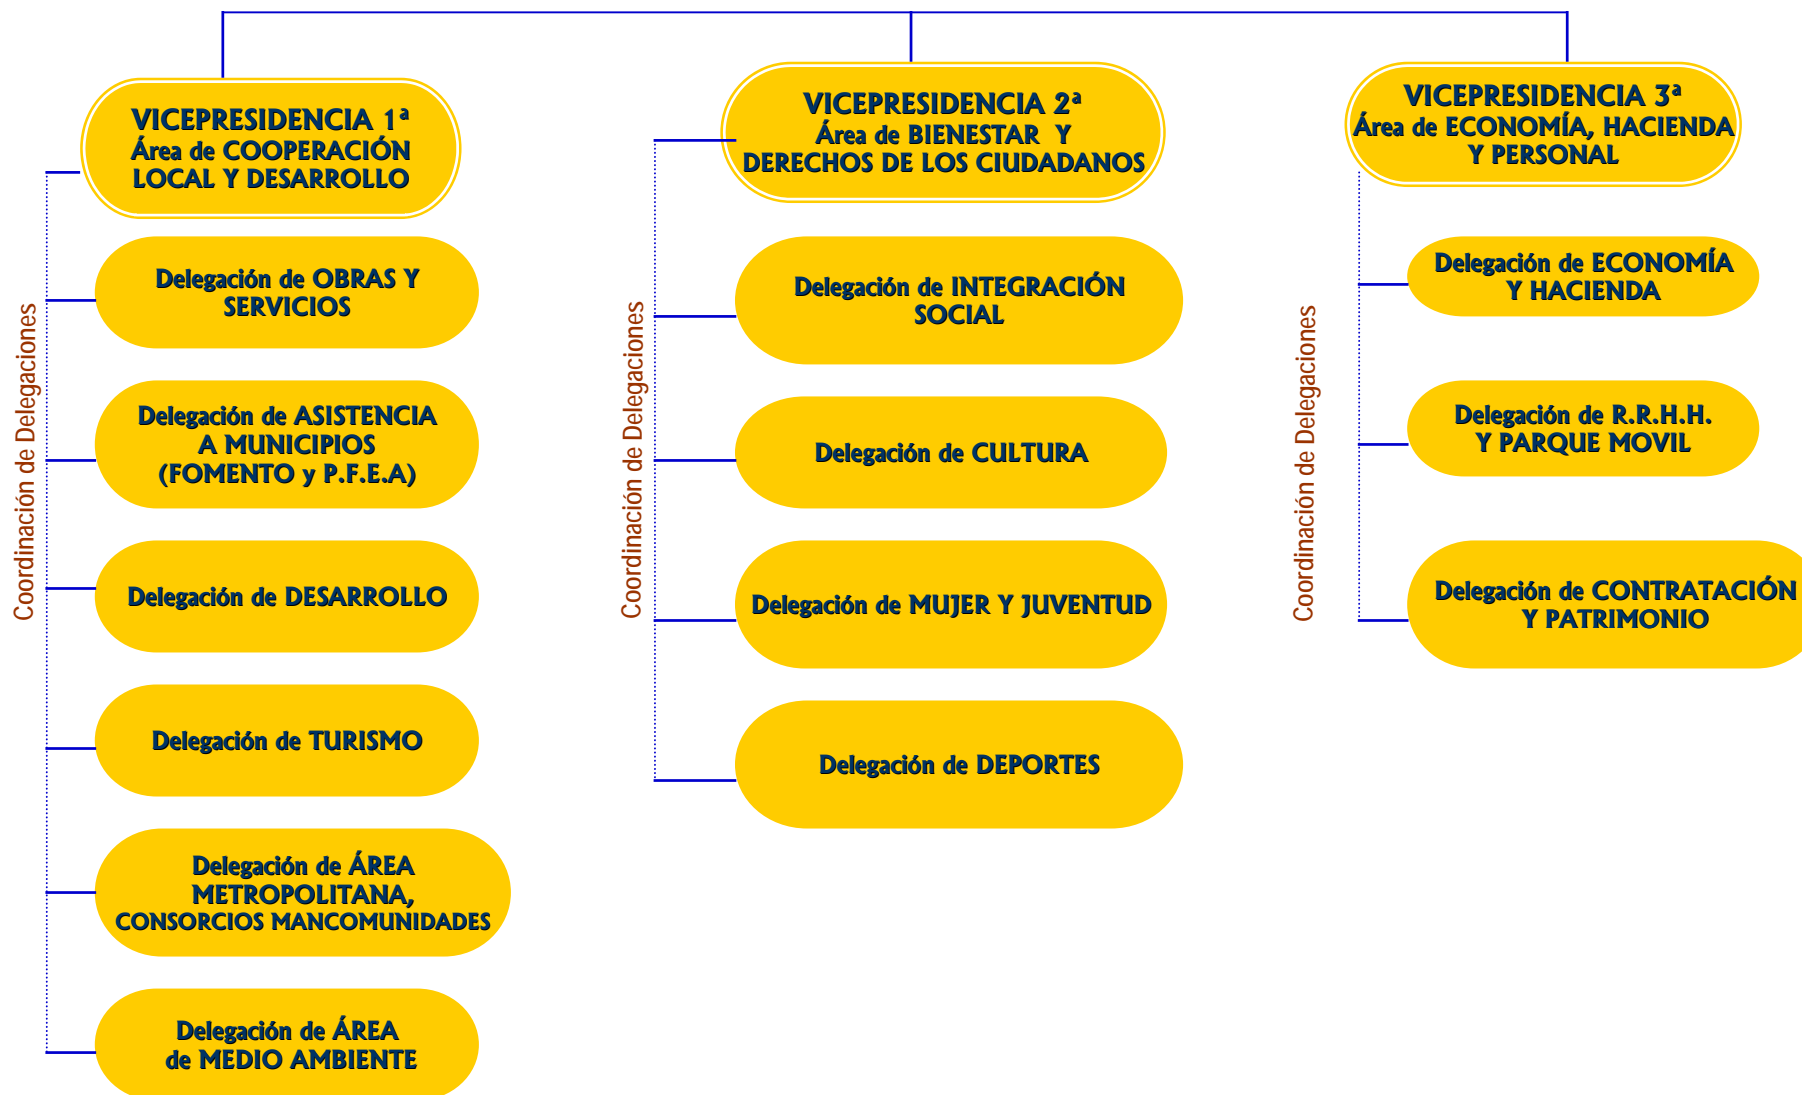 VICEPRESIDENCIA 1ª
Área de COOPERACIÓN
LOCAL Y DESARROLLO
Coordinación de Delegaciones
Delegación de OBRAS Y
SERVICIOS
Delegación de ASISTENCIA
A MUNICIPIOS
(FOMENTO y P.F.E.A)
Delegación de DESARROLLO
Delegación de TURISMO
Delegación de ÁREA
METROPOLITANA,
CONSORCIOS MANCOMUNIDADES
Delegación de ÁREA
de MEDIO AMBIENTE
VICEPRESIDENCIA 2ª
Área de BIENESTAR Y
DERECHOS DE LOS CIUDADANOS
Coordinación de Delegaciones
Delegación de INTEGRACIÓN
SOCIAL
Delegación de CULTURA
Delegación de MUJER Y JUVENTUD
Delegación de DEPORTES
VICEPRESIDENCIA 3ª
Área de ECONOMÍA, HACIENDA
Y PERSONAL
Coordinación de Delegaciones
Delegación de ECONOMÍA
Y HACIENDA
Delegación de R.R.H.H.
Y PARQUE MOVIL
Delegación de CONTRATACIÓN
Y PATRIMONIO